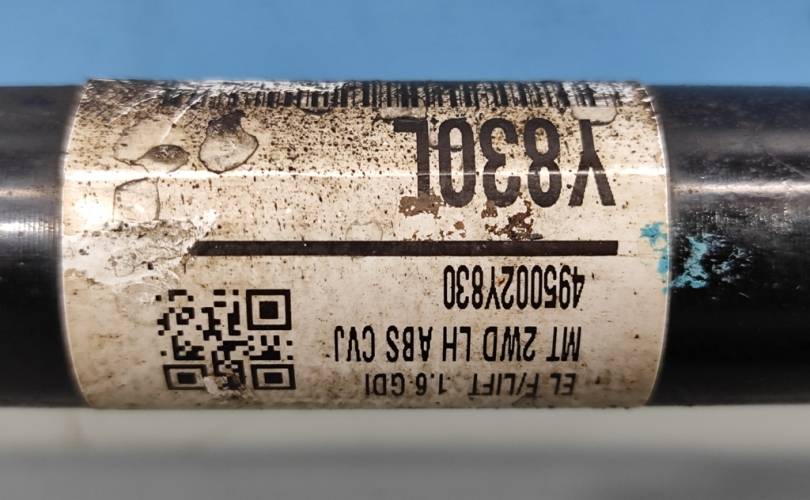 EL F/LIFT 1.6 GDI
MT 2WD LH ABS CVJ
495002Y830
Y830L